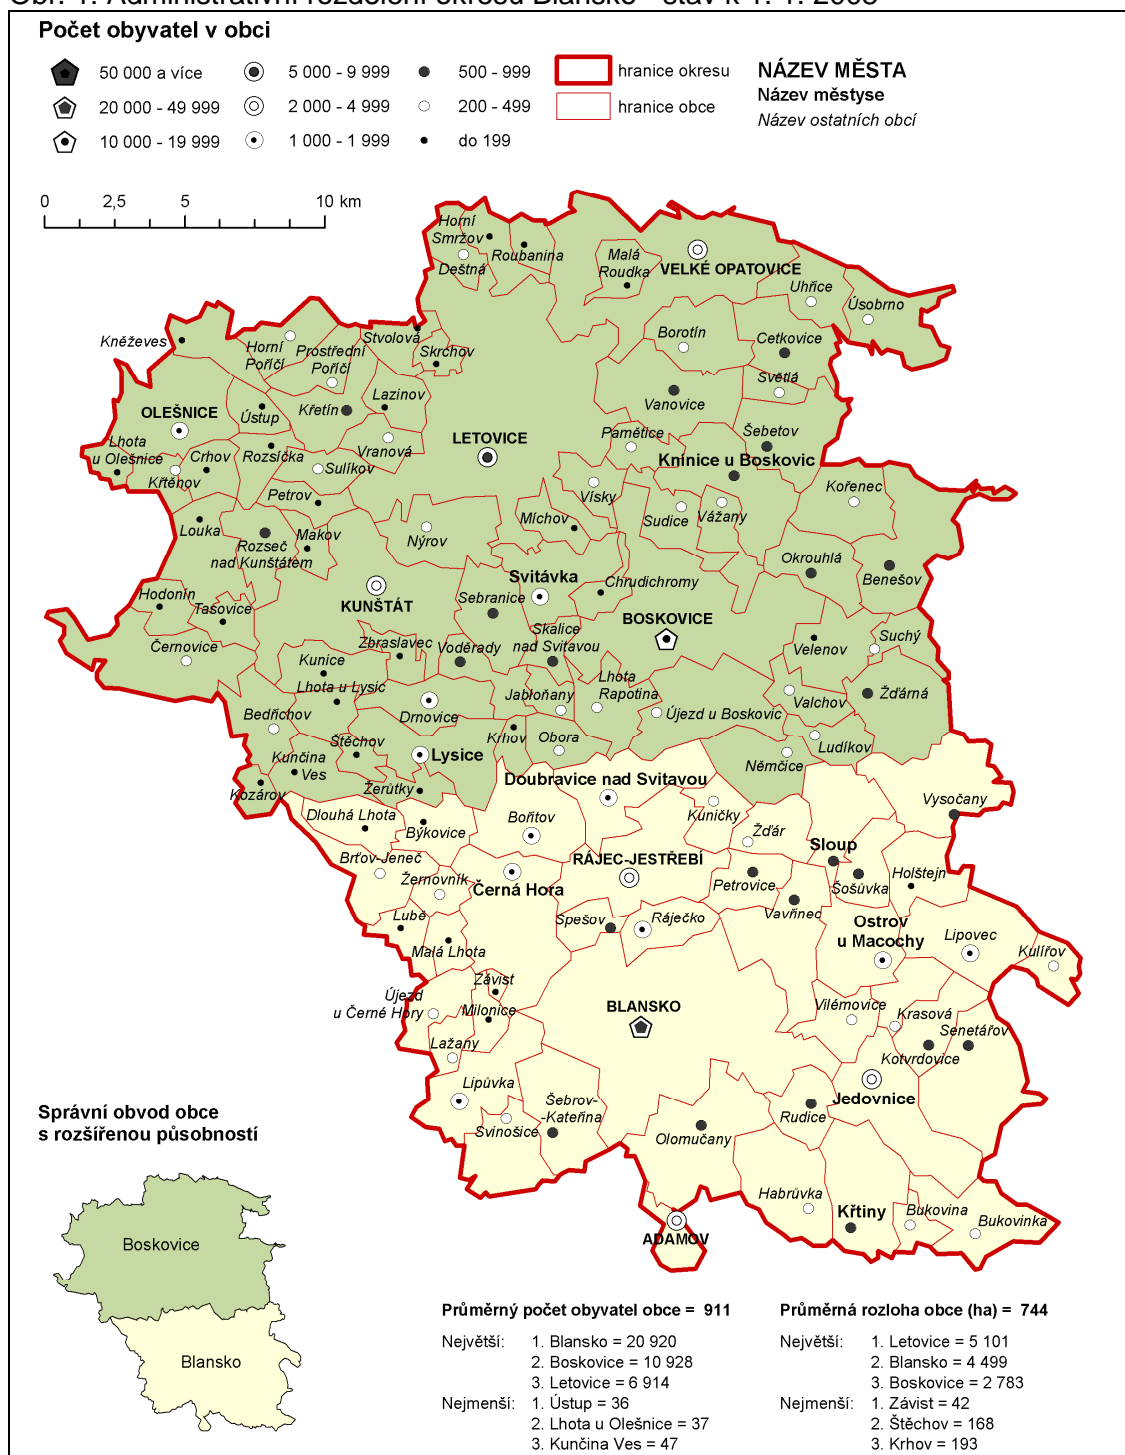 Obr. 1: Administrativní rozdělení okresu Blansko - stav k 1. 1. 2008
Počet obyvatel v obci
50 000 a více
5 000 - 9 999
500 - 999
hranice okresu
NÁZEV MĚSTA
20 000 - 49 999
2 000 - 4 999
200 - 499
hranice obce
Název městyse
10 000 - 19 999
1 000 - 1 999
do 199
Název ostatních obcí
0 2,5 5 10 km
Horní
Smržov
Roubanina
Deštná
Malá
Roudka
VELKÉ OPATOVICE
Uhřice
Úsobrno
Kněževes
Horní
Poříčí
Prostřední
Poříčí
Stvolová
Skrchov
Borotín
Cetkovice
Světlá
OLEŠNICE
Ústup
Křetín
Lazinov
Vanovice
Lhota
u Olešnice
Crhov
Rozsíčka
Vranová
LETOVICE
Pamětice
Šebetov
Křtěnov
Sulíkov
Knínice u Boskovic
Petrov
Vísky
Kořenec
Louka
Rozseč
nad Kunštátem
Makov
Nýrov
Míchov
Sudice
Vážany
Okrouhlá
Benešov
Svitávka
Hodonín
Tasovice
KUNŠTÁT
Sebranice
Chrudichromy
BOSKOVICE
Skalice
nad Svitavou
Černovice
Zbraslavec
Voděrady
Velenov
Suchý
Kunice
Lhota u Lysic
Lhota
Rapotina
Bedřichov
Drnovice
Jabloňany
Újezd u Boskovic
Valchov
Žďárná
Štěchov
Krhov
Obora
Ludíkov
Kunčina
Ves
Lysice
Němčice
Kozárov
Žerůtky
Doubravice nad Svitavou
Vysočany
Dlouhá Lhota
Býkovice
Bořitov
Kuničky
Žďár
Sloup
Brťov-Jeneč
Žernovník
Černá Hora
RÁJEC-JESTŘEBÍ
Petrovice
Šošůvka
Holštejn
Vavřinec
Lubě
Spešov
Ráječko
Ostrov
u Macochy
Lipovec
Kulířov
Malá Lhota
Závist
Újezd
u Černé Hory
Milonice
BLANSKO
Vilémovice
Krasová
Senetářov
Lažany
Kotvrdovice
Lipůvka
Šebrov-
-Kateřina
Jedovnice
Svinošice
Olomučany
Rudice
Habrůvka
Křtiny
Bukovina
Bukovinka
ADAMOV
Správní obvod obce
s rozšířenou působností
Boskovice
Blansko
Průměrný počet obyvatel obce = 911
Největší: 1. Blansko = 20 920
2. Boskovice = 10 928
3. Letovice = 6 914
Nejmenší: 1. Ústup = 36
2. Lhota u Olešnice = 37
3. Kunčina Ves = 47
Průměrná rozloha obce (ha) = 744
Největší: 1. Letovice = 5 101
2. Blansko = 4 499
3. Boskovice = 2 783
Nejmenší: 1. Závist = 42
2. Štěchov = 168
3. Krhov = 193